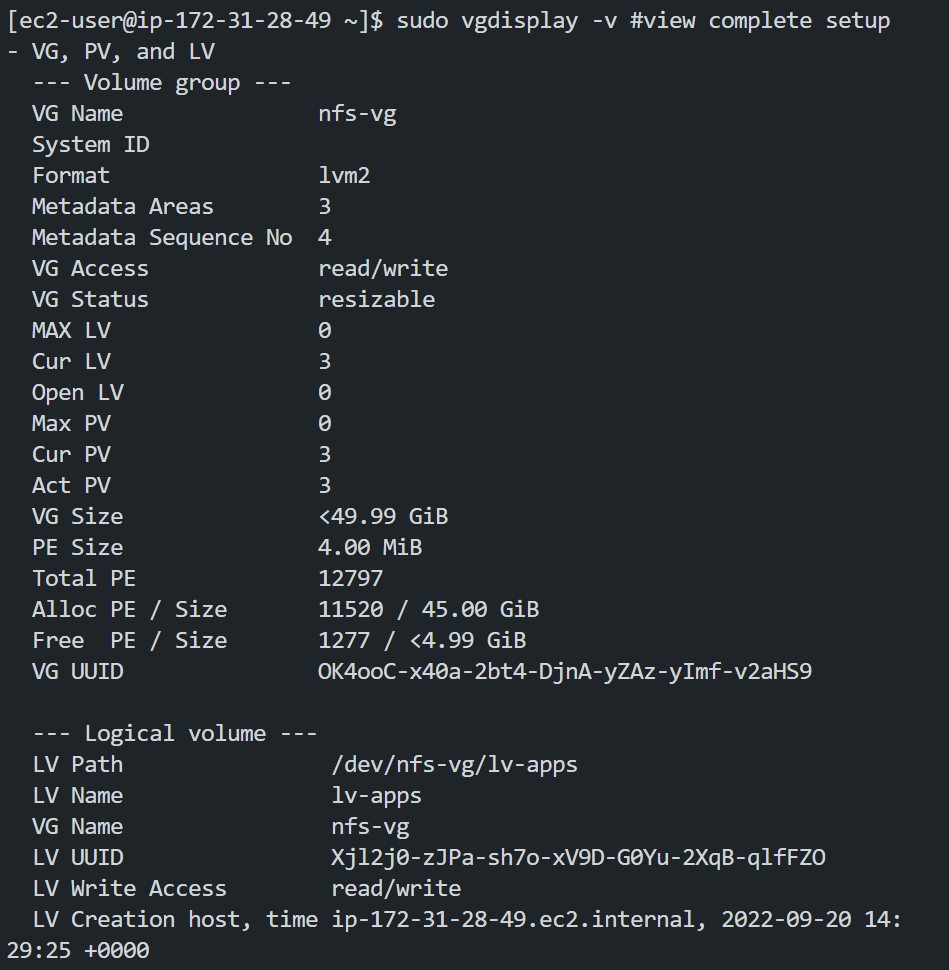 [ec2-user@ip-172-31-28-49 ~]$ sudo vgdisplay -v #view complete setup
- VG, PV, and LV
  --- Volume group ---
  VG Name               nfs-vg
  System ID
  Format                lvm2
  Metadata Areas        3
  Metadata Sequence No  4
  VG Access             read/write
  VG Status             resizable
  MAX LV                0
  Cur LV                3
  Open LV               0
  Max PV                0
  Cur PV                3
  Act PV                3
  VG Size               <49.99 GiB
  PE Size               4.00 MiB
  Total PE              12797
  Alloc PE / Size       11520 / 45.00 GiB
  Free  PE / Size       1277 / <4.99 GiB
  VG UUID               OK4ooC-x40a-2bt4-DjnA-yZAz-yImf-v2aHS9

  --- Logical volume ---
  LV Path                /dev/nfs-vg/lv-apps
  LV Name                lv-apps
  VG Name                nfs-vg
  LV UUID                Xjl2j0-zJPa-sh7o-xV9D-G0Yu-2XqB-qlfFZO
  LV Write Access        read/write
  LV Creation host, time ip-172-31-28-49.ec2.internal, 2022-09-20 14:
29:25 +0000